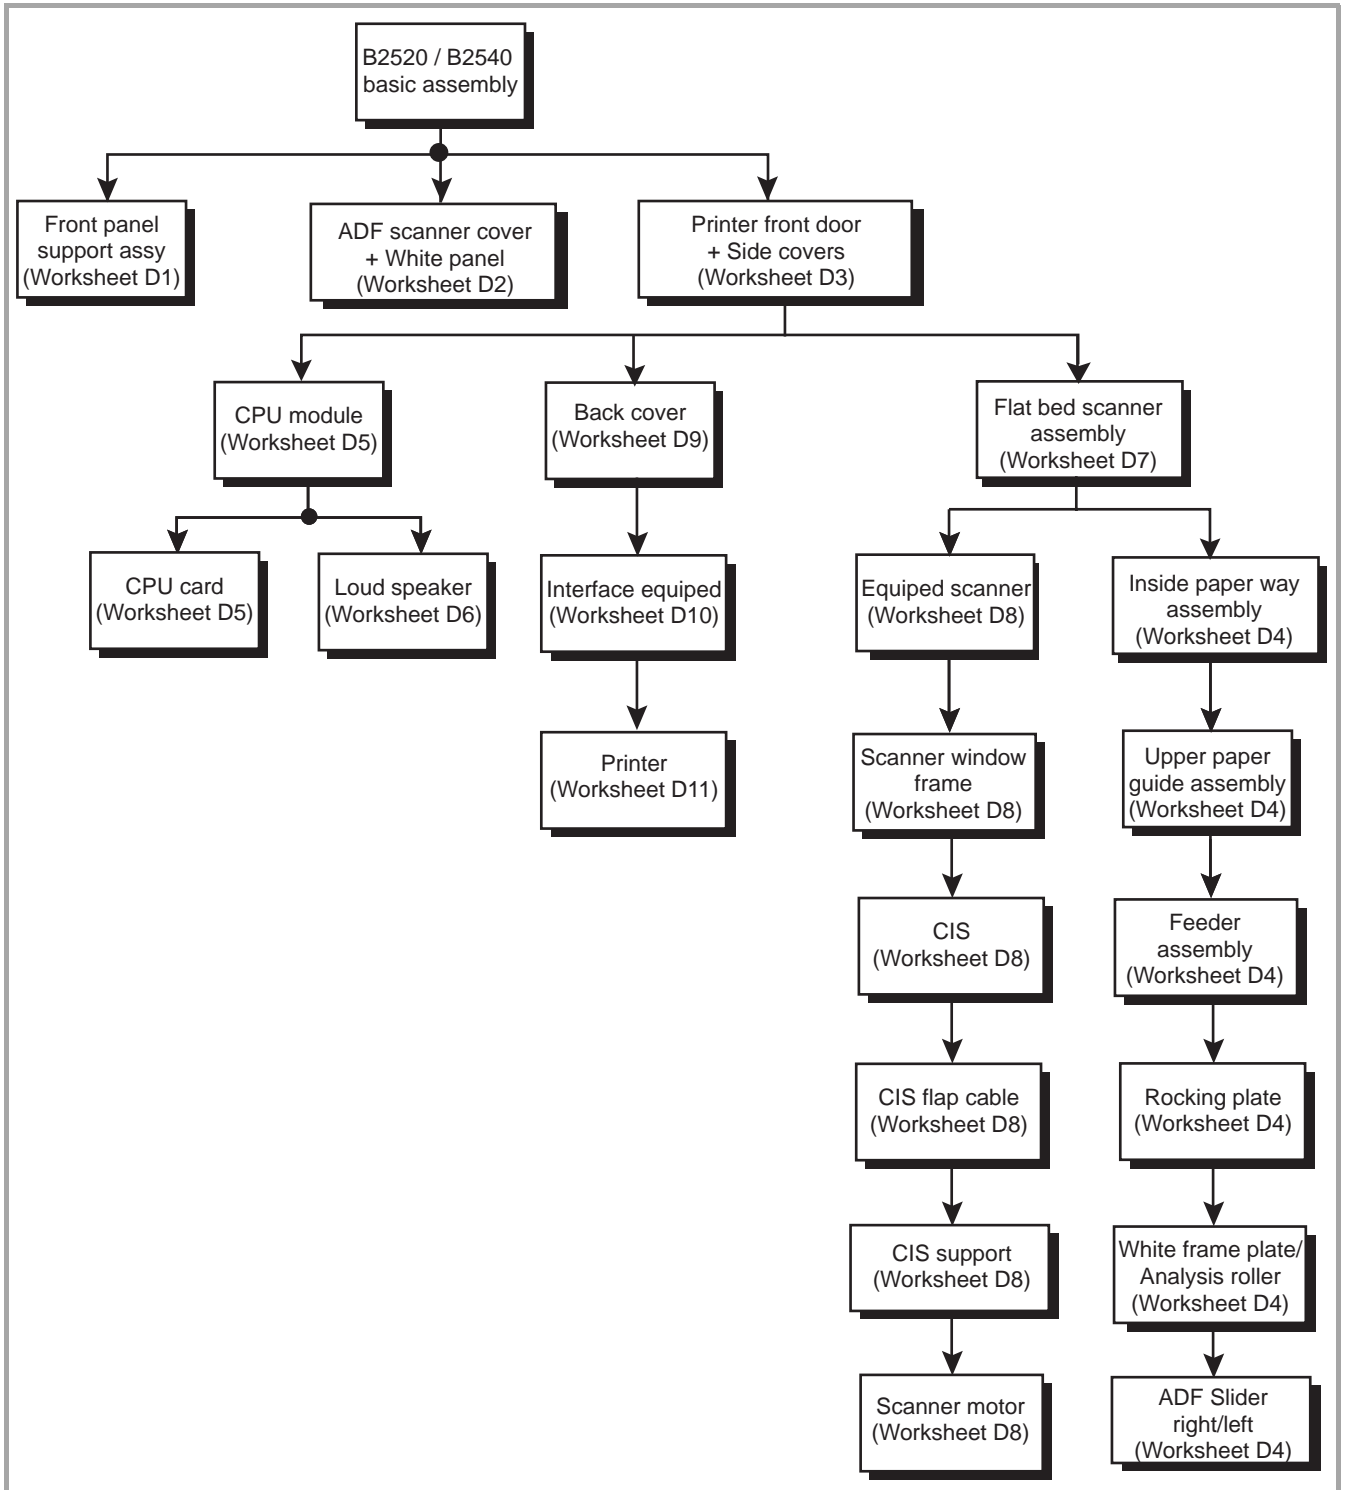 B2520 / B2540
basic assembly
Front panel
support assy
(Worksheet D1)
ADF scanner cover
+ White panel
(Worksheet D2)
Printer front door
+ Side covers
(Worksheet D3)
CPU module
(Worksheet D5)
Back cover
(Worksheet D9)
Flat bed scanner
assembly
(Worksheet D7)
CPU card
(Worksheet D5)
Loud speaker
(Worksheet D6)
Interface equiped
(Worksheet D10)
Equiped scanner
(Worksheet D8)
Inside paper way
assembly
(Worksheet D4)
Printer
(Worksheet D11)
Scanner window
frame
(Worksheet D8)
Upper paper
guide assembly
(Worksheet D4)
CIS
(Worksheet D8)
Feeder
assembly
(Worksheet D4)
CIS flap cable
(Worksheet D8)
Rocking plate
(Worksheet D4)
CIS support
(Worksheet D8)
White frame plate/
Analysis roller
(Worksheet D4)
Scanner motor
(Worksheet D8)
ADF Slider
right/left
(Worksheet D4)